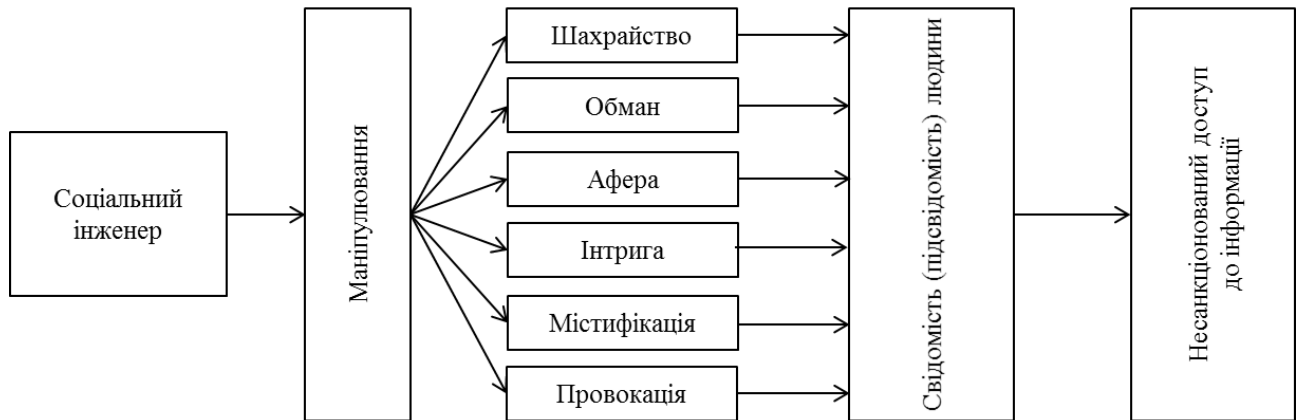 Соціальний
інженер
Маніпулювання
Шахрайство
Обман
Афера
Інтрига
Містифікація
Провокація
Свідомість (підсвідомість) людини
Несанкціонований доступ
до інформації